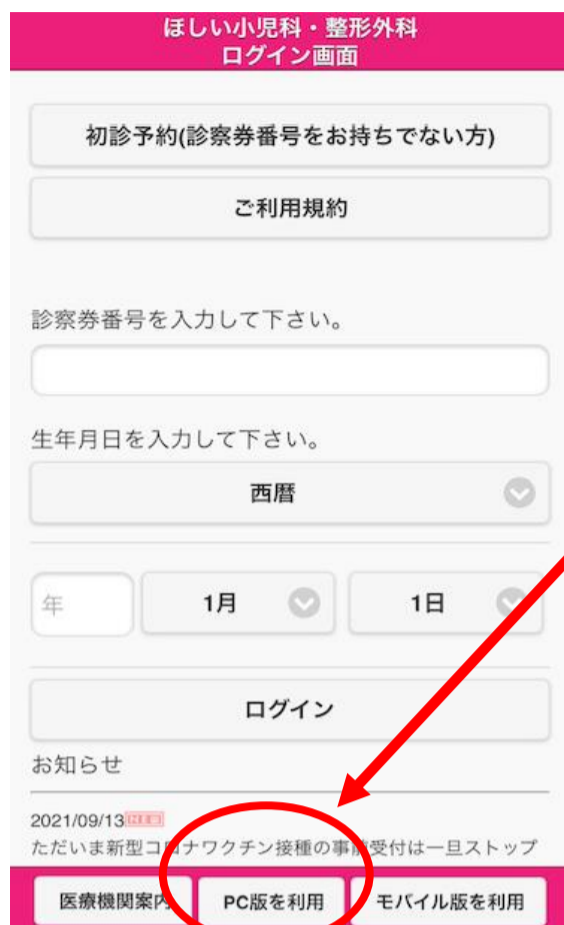 ほしい小児科・整形外科
ログイン画面
初診予約(診察券番号をお持ちでない方)
ご利用規約
診察券番号を入力して下さい。
生年月日を入力して下さい。
西暦
年 1月 1日
ログイン
お知らせ
2021/09/13 NEW
ただいま新型コロナワクチン接種の事前受付は一旦ストップ
医療機関案内 PC版を利用 モバイル版を利用